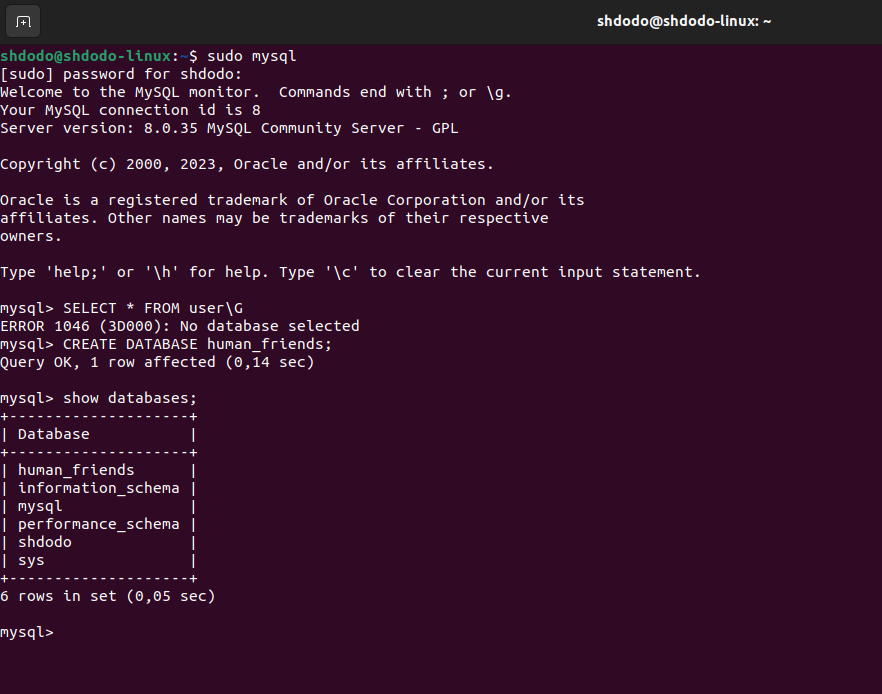 shdodo@shdodo-linux: ~
shdodo@shdodo-linux:~$ sudo mysql
[sudo] password for shdodo:
Welcome to the MySQL monitor.  Commands end with ; or \g.
Your MySQL connection id is 8
Server version: 8.0.35 MySQL Community Server - GPL
Copyright (c) 2000, 2023, Oracle and/or its affiliates.
Oracle is a registered trademark of Oracle Corporation and/or its
affiliates. Other names may be trademarks of their respective
owners.
Type 'help;' or '\h' for help. Type '\c' to clear the current input statement.
mysql> SELECT * FROM user\G
ERROR 1046 (3D000): No database selected
mysql> CREATE DATABASE human_friends;
Query OK, 1 row affected (0,14 sec)
mysql> show databases;
+--------------------+
| Database           |
+--------------------+
| human_friends      |
| information_schema |
| mysql              |
| performance_schema |
| shdodo             |
| sys                |
+--------------------+
6 rows in set (0,05 sec)
mysql>